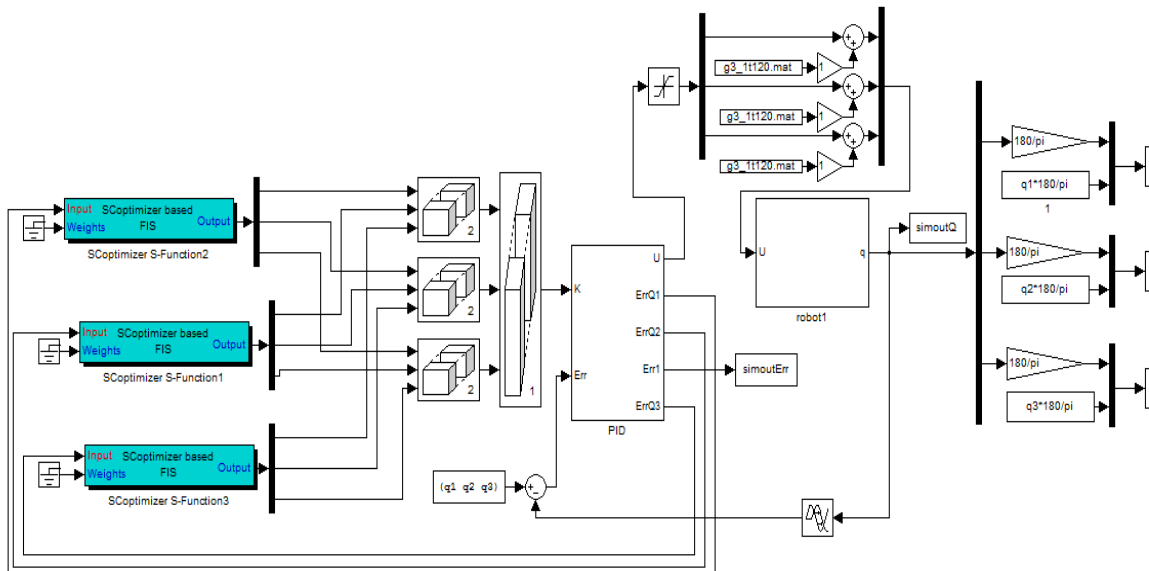 g3_1t120.mat
1
g3_1t120.mat
1
g3_1t120.mat
1
Input
SCoptimizer based
FIS
Output
Weights
SCoptimizer S-Function2
Input
SCoptimizer based
FIS
Output
Weights
SCoptimizer S-Function1
Input
SCoptimizer based
FIS
Output
Weights
SCoptimizer S-Function3
2
2
2
1
K
Err
U
ErrQ1
ErrQ2
Err1
ErrQ3
PID
simoutErr
(q1 q2 q3)
U
q
robot1
simoutQ
180/pi
q1*180/pi
1
180/pi
q2*180/pi
180/pi
q3*180/pi